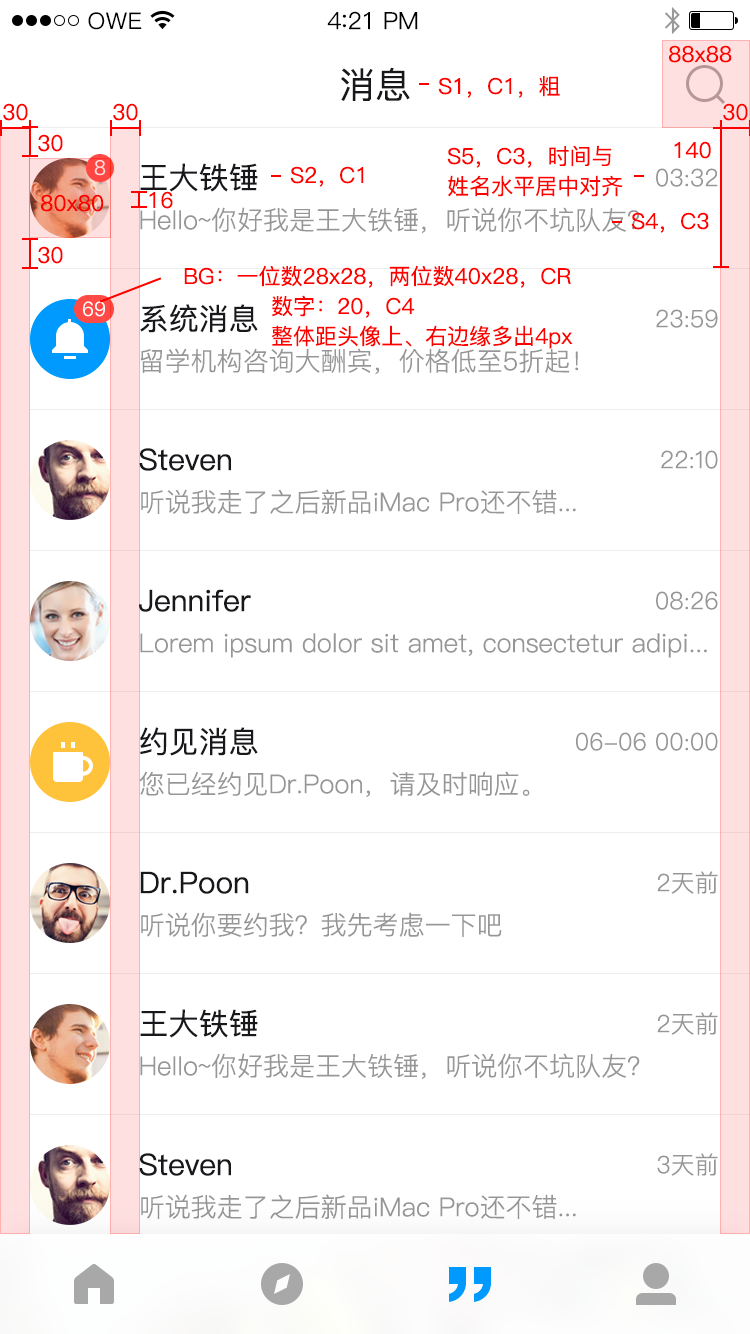 OWE 4:21 PM
88x88
消息 - S1，C1，粗
30 30 30
30 140
8
王大铁锤 - S2，C1
S5，C3，时间与
姓名水平居中对齐 - 03:32
80x80 16
Hello~你好我是王大铁锤，听说你不坑队友? - S4，C3
30
BG：一位数28x28，两位数40x28，CR
69
数字：20，C4
系统消息 23:59
整体距头像上、右边缘多出4px
留学机构咨询大酬宾，价格低至5折起！
Steven 22:10
听说我走了之后新品iMac Pro还不错...
Jennifer 08:26
Lorem ipsum dolor sit amet, consectetur adipi...
约见消息 06-06 00:00
您已经约见Dr.Poon，请及时响应。
Dr.Poon 2天前
听说你要约我？我先考虑一下吧
王大铁锤 2天前
Hello~你好我是王大铁锤，听说你不坑队友?
Steven 3天前
听说我走了之后新品iMac Pro还不错...